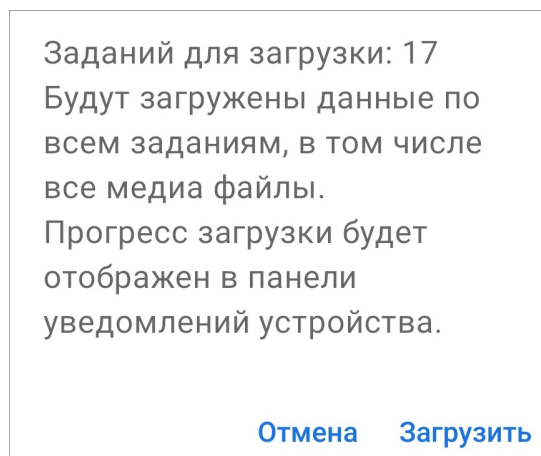 Заданий для загрузки: 17
Будут загружены данные по
всем заданиям, в том числе
все медиа файлы.
Прогресс загрузки будет
отображен в панели
уведомлений устройства.
Отмена Загрузить